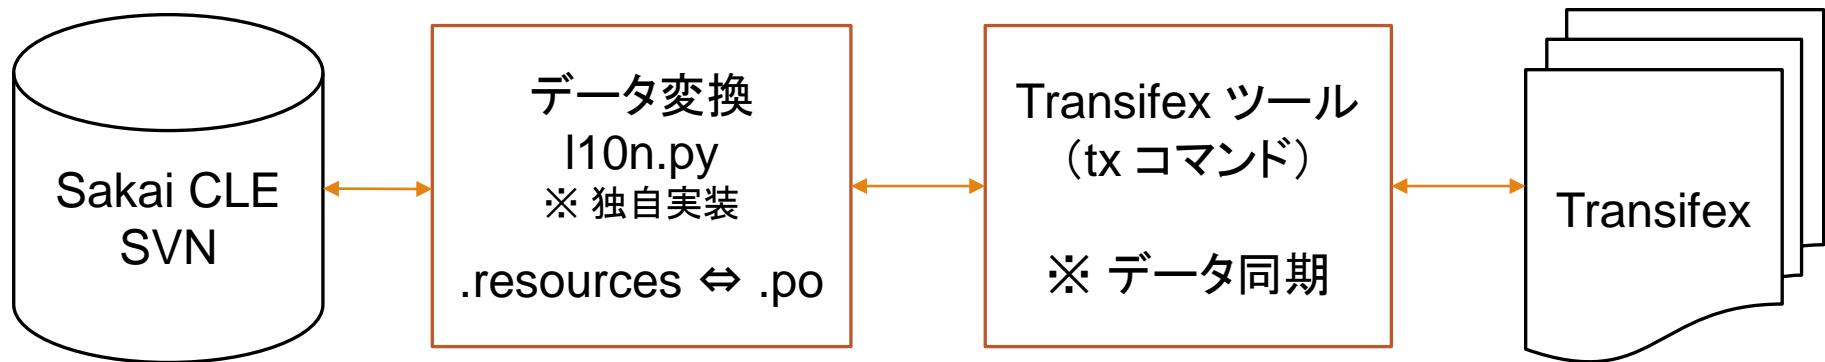 Sakai CLE
SVN
データ変換
l10n.py
※ 独自実装
.resources ⇔ .po
Transifex ツール
（tx コマンド）
※ データ同期
Transifex